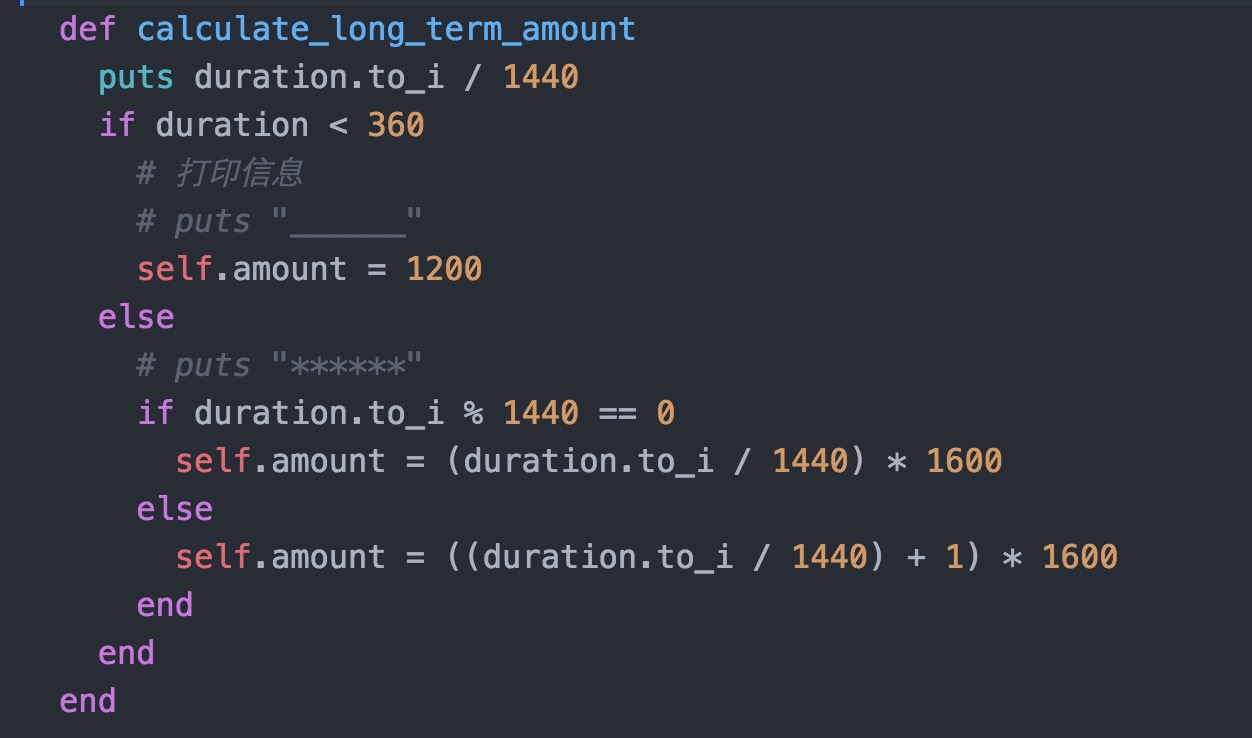 def calculate_long_term_amount
puts duration.to_i / 1440
if duration < 360
# 打印信息
# puts "______"
self.amount = 1200
else
# puts "******"
if duration.to_i % 1440 == 0
self.amount = (duration.to_i / 1440) * 1600
else
self.amount = ((duration.to_i / 1440) + 1) * 1600
end
end
end